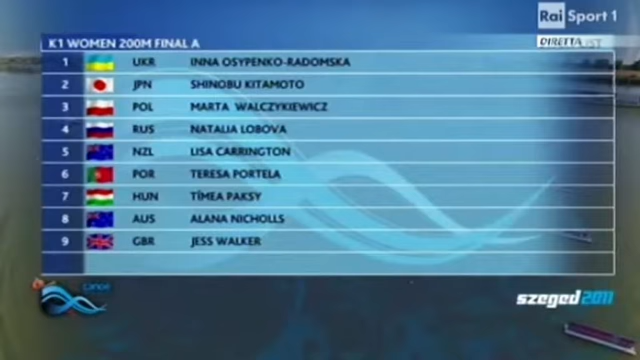 Rai Sport 1
DIRETTA
K1 WOMEN 200M FINAL A
1 UKR INNA OSYPENKO-RADOMSKA
2 JPN SHINOBU KITAMOTO
3 POL MARTA WALCZYKIEWICZ
4 RUS NATALIA LOBOVA
5 NZL LISA CARRINGTON
6 POR TERESA PORTELA
7 HUN TÍMEA PAKSY
8 AUS ALANA NICHOLLS
9 GBR JESS WALKER
szeged 2011